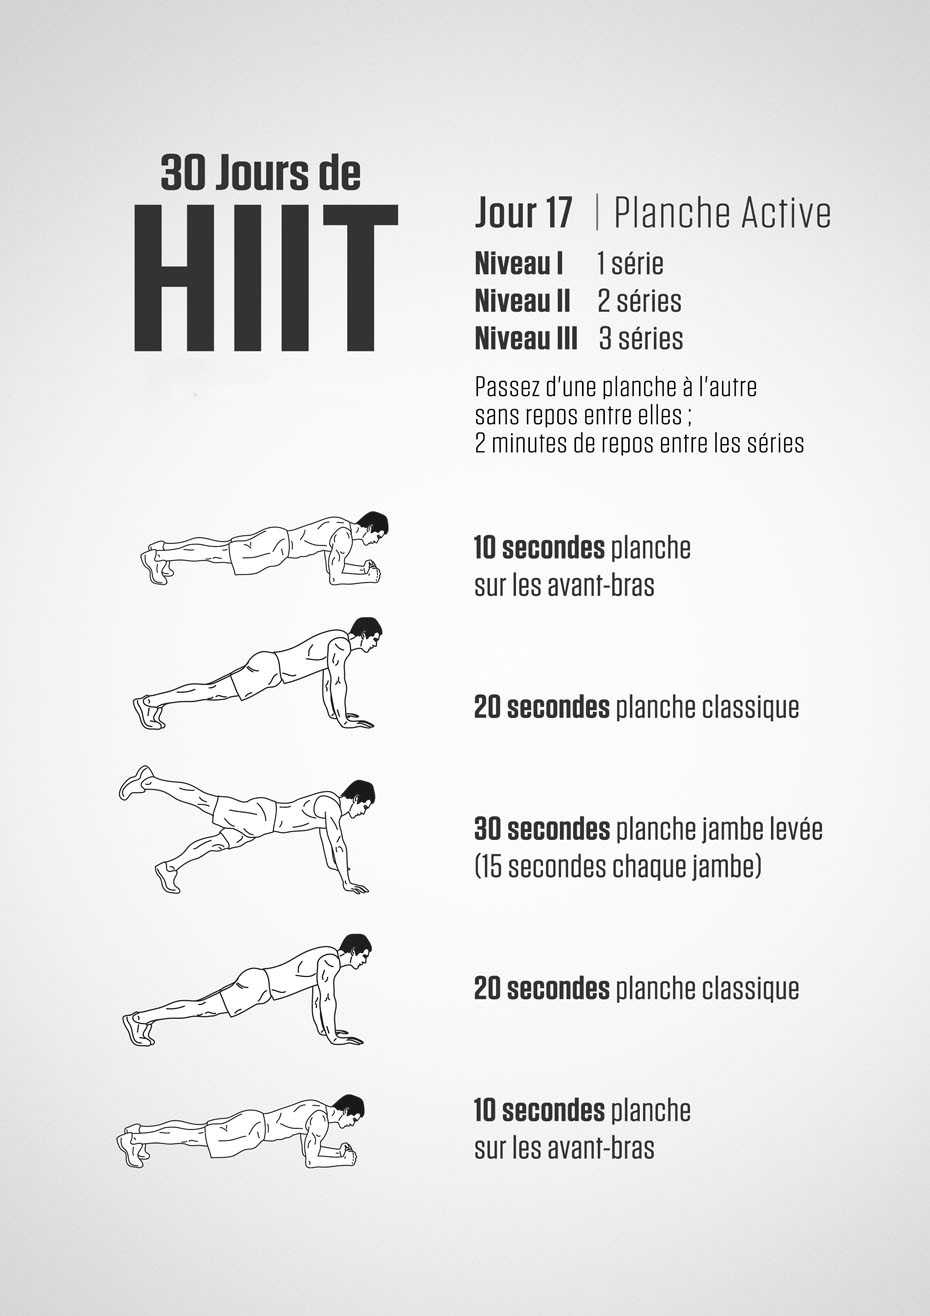 30 Jours de
HIIT
Jour 17 | Planche Active
Niveau I 1 série
Niveau II 2 séries
Niveau III 3 séries
Passez d'une planche à l'autre
sans repos entre elles ;
2 minutes de repos entre les séries
10 secondes planche
sur les avant-bras
20 secondes planche classique
30 secondes planche jambe levée
(15 secondes chaque jambe)
20 secondes planche classique
10 secondes planche
sur les avant-bras